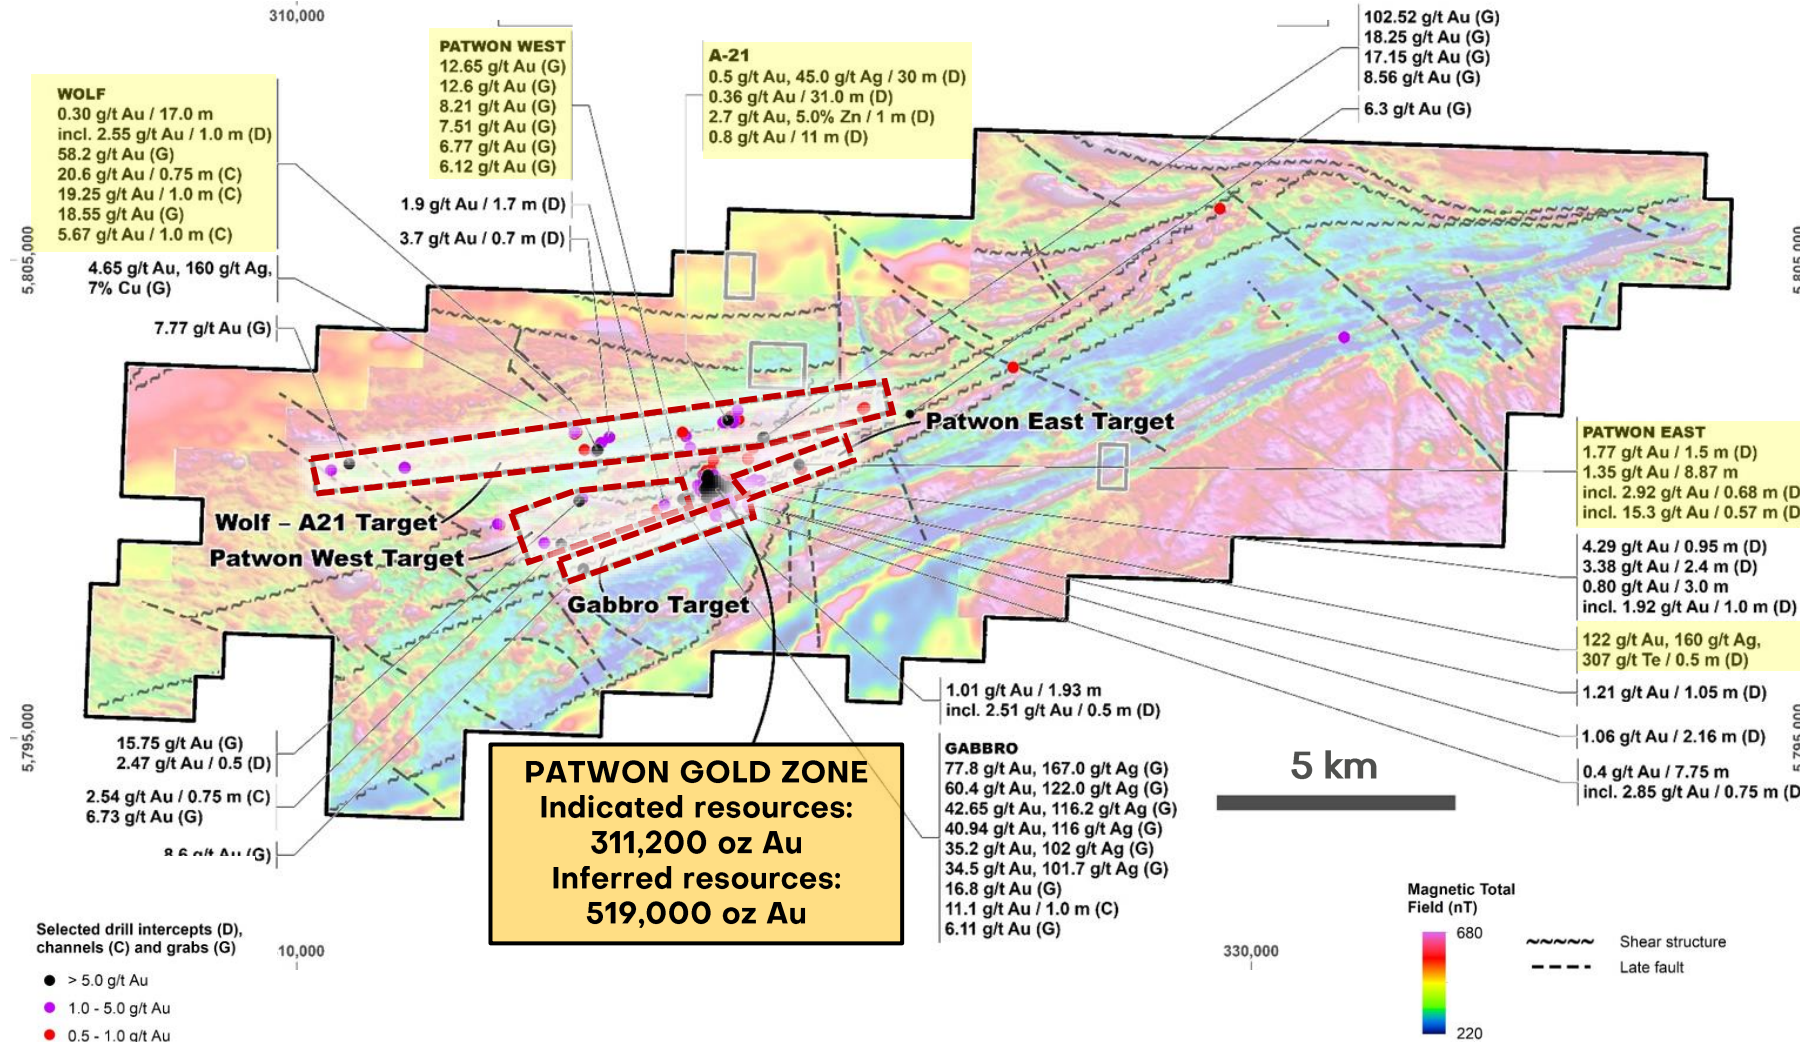 310,000
WOLF
0.30 g/t Au / 17.0 m
incl. 2.55 g/t Au / 1.0 m (D)
58.2 g/t Au (G)
20.6 g/t Au / 0.75 m (C)
19.25 g/t Au / 1.0 m (C)
18.55 g/t Au (G)
5.67 g/t Au / 1.0 m (C)
4.65 g/t Au, 160 g/t Ag,
7% Cu (G)
7.77 g/t Au (G)
PATWON WEST
12.65 g/t Au (G)
12.6 g/t Au (G)
8.21 g/t Au (G)
7.51 g/t Au (G)
6.77 g/t Au (G)
6.12 g/t Au (G)
1.9 g/t Au / 1.7 m (D)
3.7 g/t Au / 0.7 m (D)
A-21
0.5 g/t Au, 45.0 g/t Ag / 30 m (D)
0.36 g/t Au / 31.0 m (D)
2.7 g/t Au, 5.0% Zn / 1 m (D)
0.8 g/t Au / 11 m (D)
102.52 g/t Au (G)
18.25 g/t Au (G)
17.15 g/t Au (G)
8.56 g/t Au (G)
6.3 g/t Au (G)
5,805,000
5,805,000
Patwon East Target
Wolf – A21 Target
Patwon West Target
Gabbro Target
PATWON EAST
1.77 g/t Au / 1.5 m (D)
1.35 g/t Au / 8.87 m
incl. 2.92 g/t Au / 0.68 m (D
incl. 15.3 g/t Au / 0.57 m (D
4.29 g/t Au / 0.95 m (D)
3.38 g/t Au / 2.4 m (D)
0.80 g/t Au / 3.0 m
incl. 1.92 g/t Au / 1.0 m (D)
122 g/t Au, 160 g/t Ag,
307 g/t Te / 0.5 m (D)
1.21 g/t Au / 1.05 m (D)
1.06 g/t Au / 2.16 m (D)
0.4 g/t Au / 7.75 m
incl. 2.85 g/t Au / 0.75 m (D
5,795,000
5,795,000
15.75 g/t Au (G)
2.47 g/t Au / 0.5 (D)
2.54 g/t Au / 0.75 m (C)
6.73 g/t Au (G)
8.6 g/t Au (G)
1.01 g/t Au / 1.93 m
incl. 2.51 g/t Au / 0.5 m (D)
GABBRO
77.8 g/t Au, 167.0 g/t Ag (G)
60.4 g/t Au, 122.0 g/t Ag (G)
42.65 g/t Au, 116.2 g/t Ag (G)
40.94 g/t Au, 116 g/t Ag (G)
35.2 g/t Au, 102 g/t Ag (G)
34.5 g/t Au, 101.7 g/t Ag (G)
16.8 g/t Au (G)
11.1 g/t Au / 1.0 m (C)
6.11 g/t Au (G)
PATWON GOLD ZONE
Indicated resources:
311,200 oz Au
Inferred resources:
519,000 oz Au
5 km
Selected drill intercepts (D),
channels (C) and grabs (G)
> 5.0 g/t Au
1.0 - 5.0 g/t Au
0.5 - 1.0 g/t Au
10,000
330,000
Magnetic Total
Field (nT)
680
220
Shear structure
Late fault